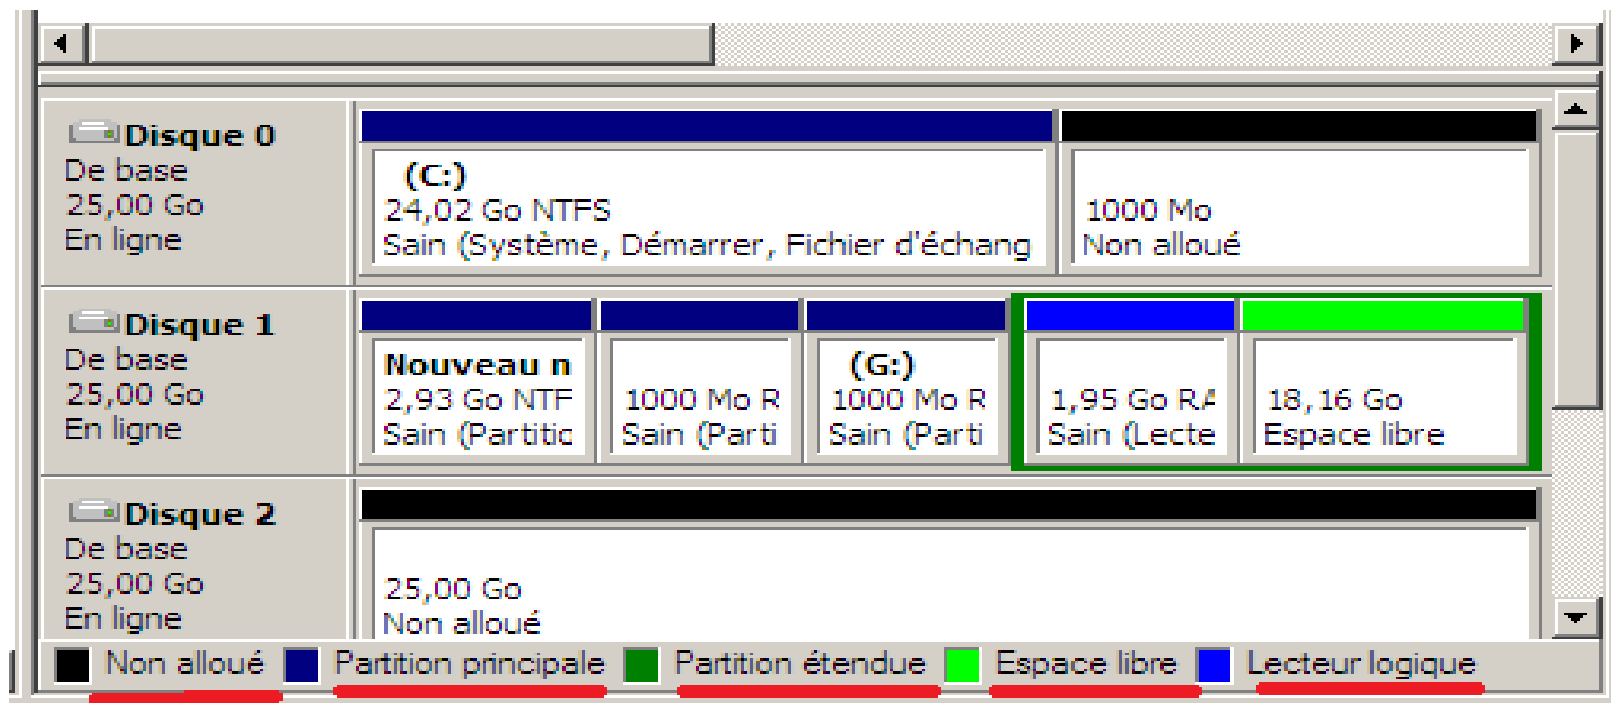 Disque 0
De base
25,00 Go
En ligne
(C:)
24,02 Go NTFS
Sain (Système, Démarrer, Fichier d'échang
1000 Mo
Non alloué
Disque 1
De base
25,00 Go
En ligne
Nouveau n
2,93 Go NTF
Sain (Partitic
1000 Mo R
Sain (Parti
(G:)
1000 Mo R
Sain (Parti
1,95 Go RA
Sain (Lecte
18,16 Go
Espace libre
Disque 2
De base
25,00 Go
En ligne
25,00 Go
Non alloué
Non alloué Partition principale Partition étendue Espace libre Lecteur logique